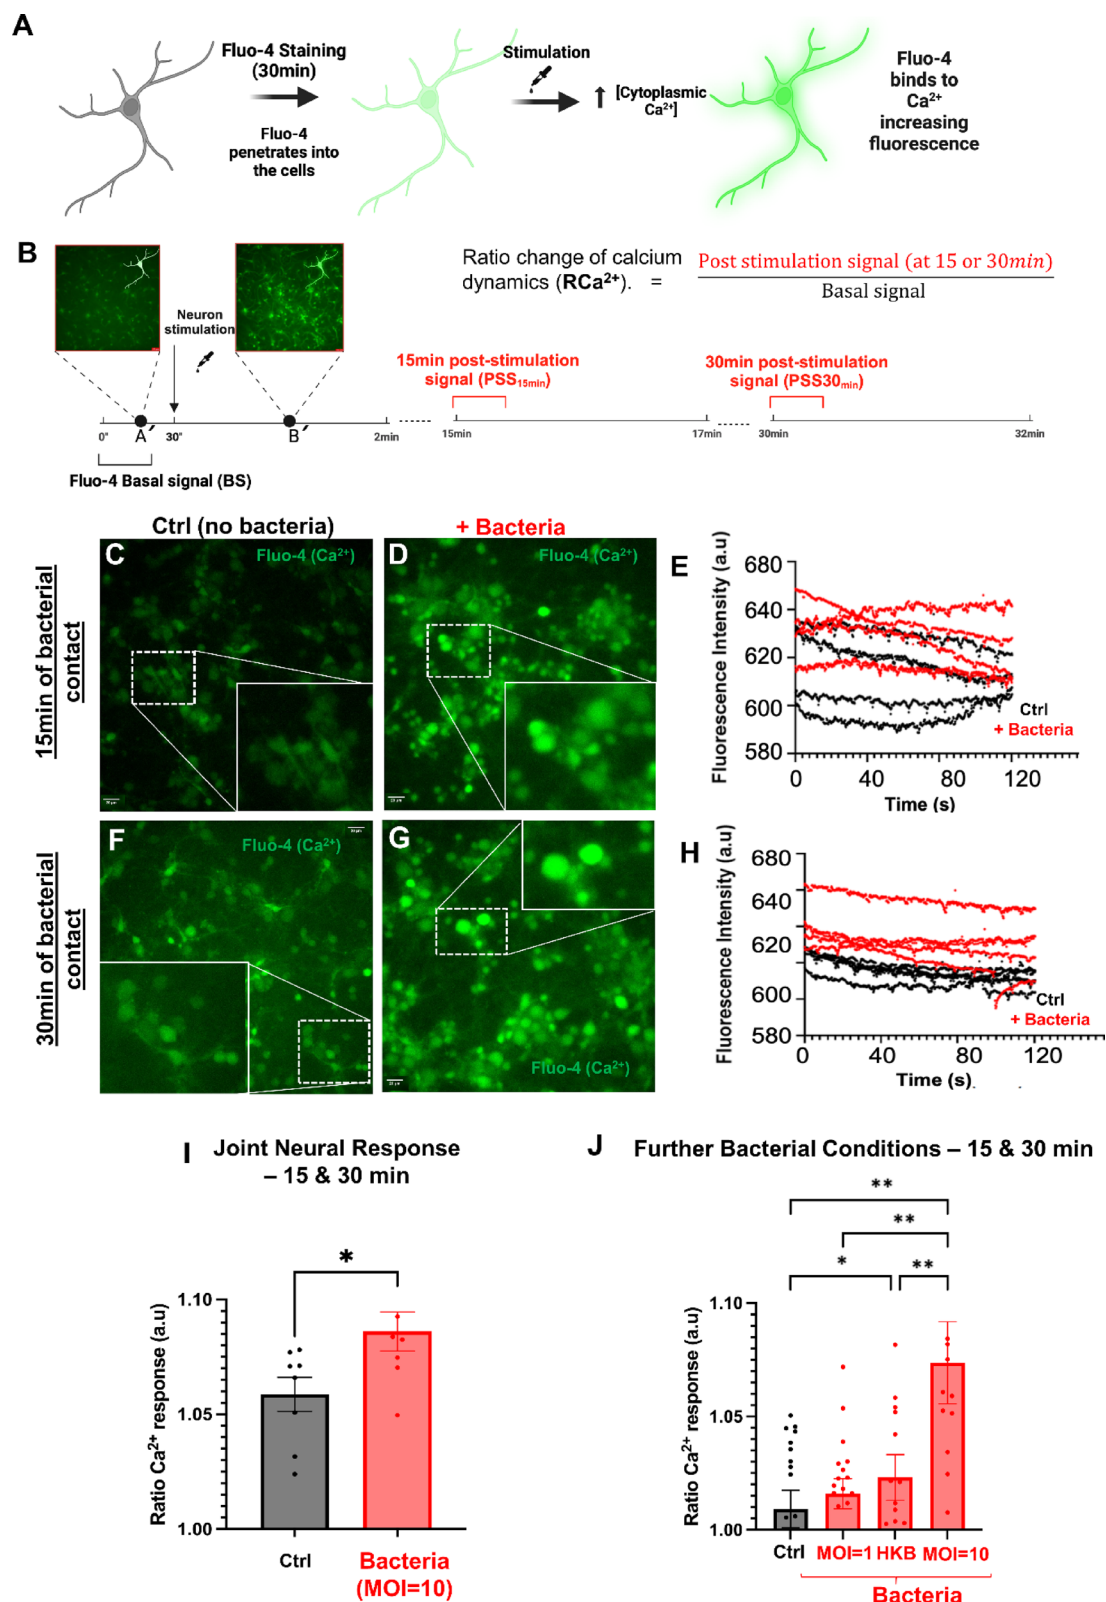 A
Fluo-4 Staining
(30min)
Fluo-4
penetrates into
the cells
Stimulation
[Cytoplasmic
Ca²⁺]
Fluo-4
binds to
Ca²⁺
increasing
fluorescence
B
Ratio change of calcium
dynamics (RCa²⁺). =
Post stimulation signal (at 15 or 30min)
Basal signal
Neuron
stimulation
15min post-stimulation
signal (PSS15min)
30min post-stimulation
signal (PSS30min)
0"
A´
30"
B´
2min
15min
17min
30min
32min
Fluo-4 Basal signal (BS)
Ctrl (no bacteria)
+ Bacteria
15min of bacterial
contact
C
Fluo-4 (Ca²⁺)
D
Fluo-4 (Ca²⁺)
E
Fluorescence Intensity (a.u)
680
640
620
600
580
0
40
80
120
Time (s)
Ctrl
+ Bacteria
30min of bacterial
contact
F
Fluo-4 (Ca²⁺)
G
Fluo-4 (Ca²⁺)
H
Fluorescence Intensity (a.u)
680
640
620
600
580
0
40
80
120
Time (s)
Ctrl
+ Bacteria
I
Joint Neural Response
– 15 & 30 min
*
Ratio Ca²⁺ response (a.u)
1.10
1.05
1.00
Ctrl
Bacteria
(MOI=10)
J
Further Bacterial Conditions – 15 & 30 min
**
**
*
**
Ratio Ca²⁺ response (a.u)
1.10
1.05
1.00
Ctrl
MOI=1
HKB
MOI=10
Bacteria